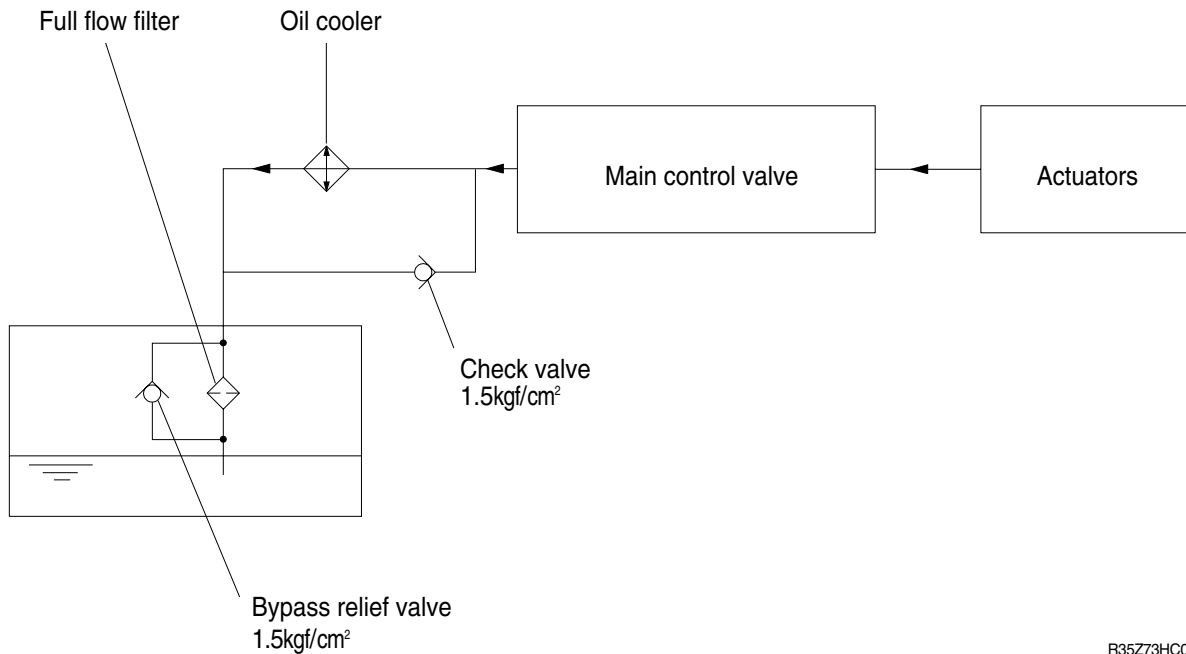 Full flow filter
Oil cooler
Main control valve
Actuators
Check valve
1.5kgf/cm²
Bypass relief valve
1.5kgf/cm²